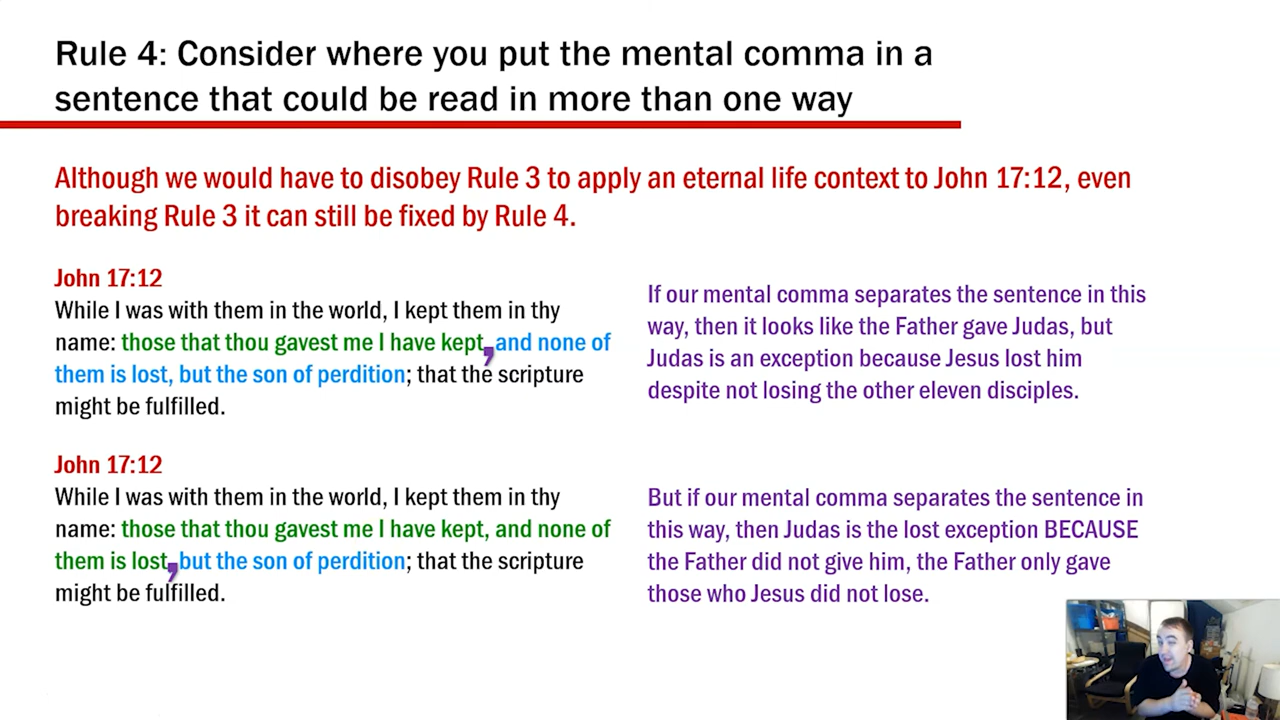 Rule 4: Consider where you put the mental comma in a
sentence that could be read in more than one way
Although we would have to disobey Rule 3 to apply an eternal life context to John 17:12, even
breaking Rule 3 it can still be fixed by Rule 4.
John 17:12
While I was with them in the world, I kept them in thy
name: those that thou gavest me I have kept, and none of
them is lost, but the son of perdition; that the scripture
might be fulfilled.
If our mental comma separates the sentence in this
way, then it looks like the Father gave Judas, but
Judas is an exception because Jesus lost him
despite not losing the other eleven disciples.
John 17:12
While I was with them in the world, I kept them in thy
name: those that thou gavest me I have kept, and none of
them is lost, but the son of perdition; that the scripture
might be fulfilled.
But if our mental comma separates the sentence in
this way, then Judas is the lost exception BECAUSE
the Father did not give him, the Father only gave
those who Jesus did not lose.